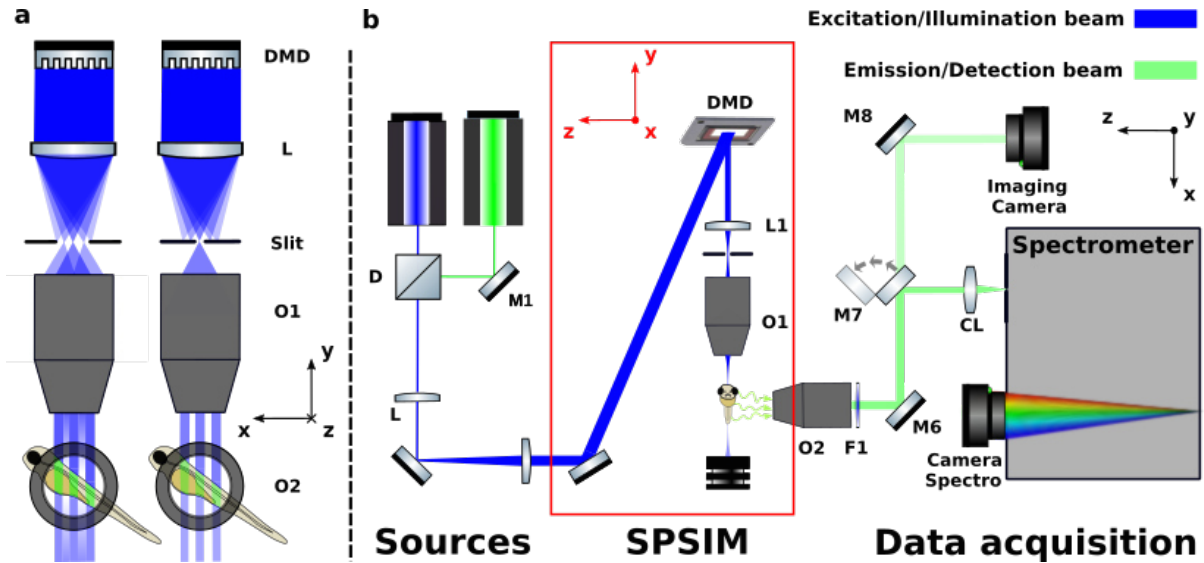 a
DMD
L
Slit
O1
y
x
z
O2
b
Excitation/Illumination beam
Emission/Detection beam
y
z
x
DMD
M8
z
y
x
Imaging
Camera
D
M1
L1
O1
M7
CL
Spectrometer
L
O2
F1
M6
Camera
Spectro
Sources
SPSIM
Data acquisition